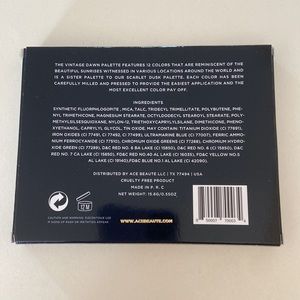 THE VINTAGE DAWN PALETTE FEATURES 12 COLORS THAT ARE REMINISCENT OF THE
BEAUTIFUL SUNRISES WITNESSED IN VARIOUS LOCATIONS AROUND THE WORLD AND
IS A SISTER PALETTE TO OUR SCARLET DUSK PALETTE. EACH COLOR HAS BEEN
CAREFULLY MILLED AND PRESSED TO PROVIDE THE EASIEST APPLICATION AND THE
MOST EXCELLENT COLOR PAY OFF.
INGREDIENTS
SYNTHETIC FLUORPHLOGOPITE, MICA, TALC, TRIDECYL TRIMELLITATE, POLYBUTENE, PHE-
NYL TRIMETHICONE, MAGNESIUM STEARATE, OCTYLDODECYL STEAROYL STEARATE, POLY-
METHYLSILSESQUIOXANE, NYLON-12, TRIETHOXYCAPRYLYLSILANE, DIMETHICONE, PHENO-
XYETHANOL, CAPRYLYL GLYCOL, TIN OXIDE. MAY CONTAIN: TITANIUM DIOXIDE (CI 77891),
IRON OXIDES (CI 77491, CI 77492, CI 77499), ULTRAMARINE BLUE (CI 77007), FERRIC AMMONIUM
FERROCYANIDE (CI 77510), CHROMIUM OXIDE GREENS (CI 77288), CHROMIUM HYDRO-
XIDE GREEN (CI 77289), D&C RED NO. 6 BA LAKE (CI 15850), D&C RED NO. 7 (CI 15850), D&C
RED NO. 7 CA LAKE (CI 15850), FD&C RED NO 40 AL LAKE (CI 16035), FD&C YELLOW NO.5
AL LAKE (CI 19140), FD&C BLUE NO.1 AL LAKE (CI 42090).
DISTRIBUTED BY ACE BEAUTÉ LLC | TX 77494 | USA
CRUELTY FREE PRODUCT
MADE IN P. R. C
NET WEIGHT: 15.6G/0.55OZ
12M
WWW.ACEBEAUTE.COM